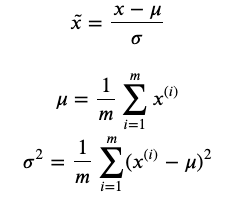 x̃ = (x − μ) / σ
μ = (1/m) ∑_{i=1}^{m} x^{(i)}
σ² = (1/m) ∑_{i=1}^{m} (x^{(i)} − μ)²